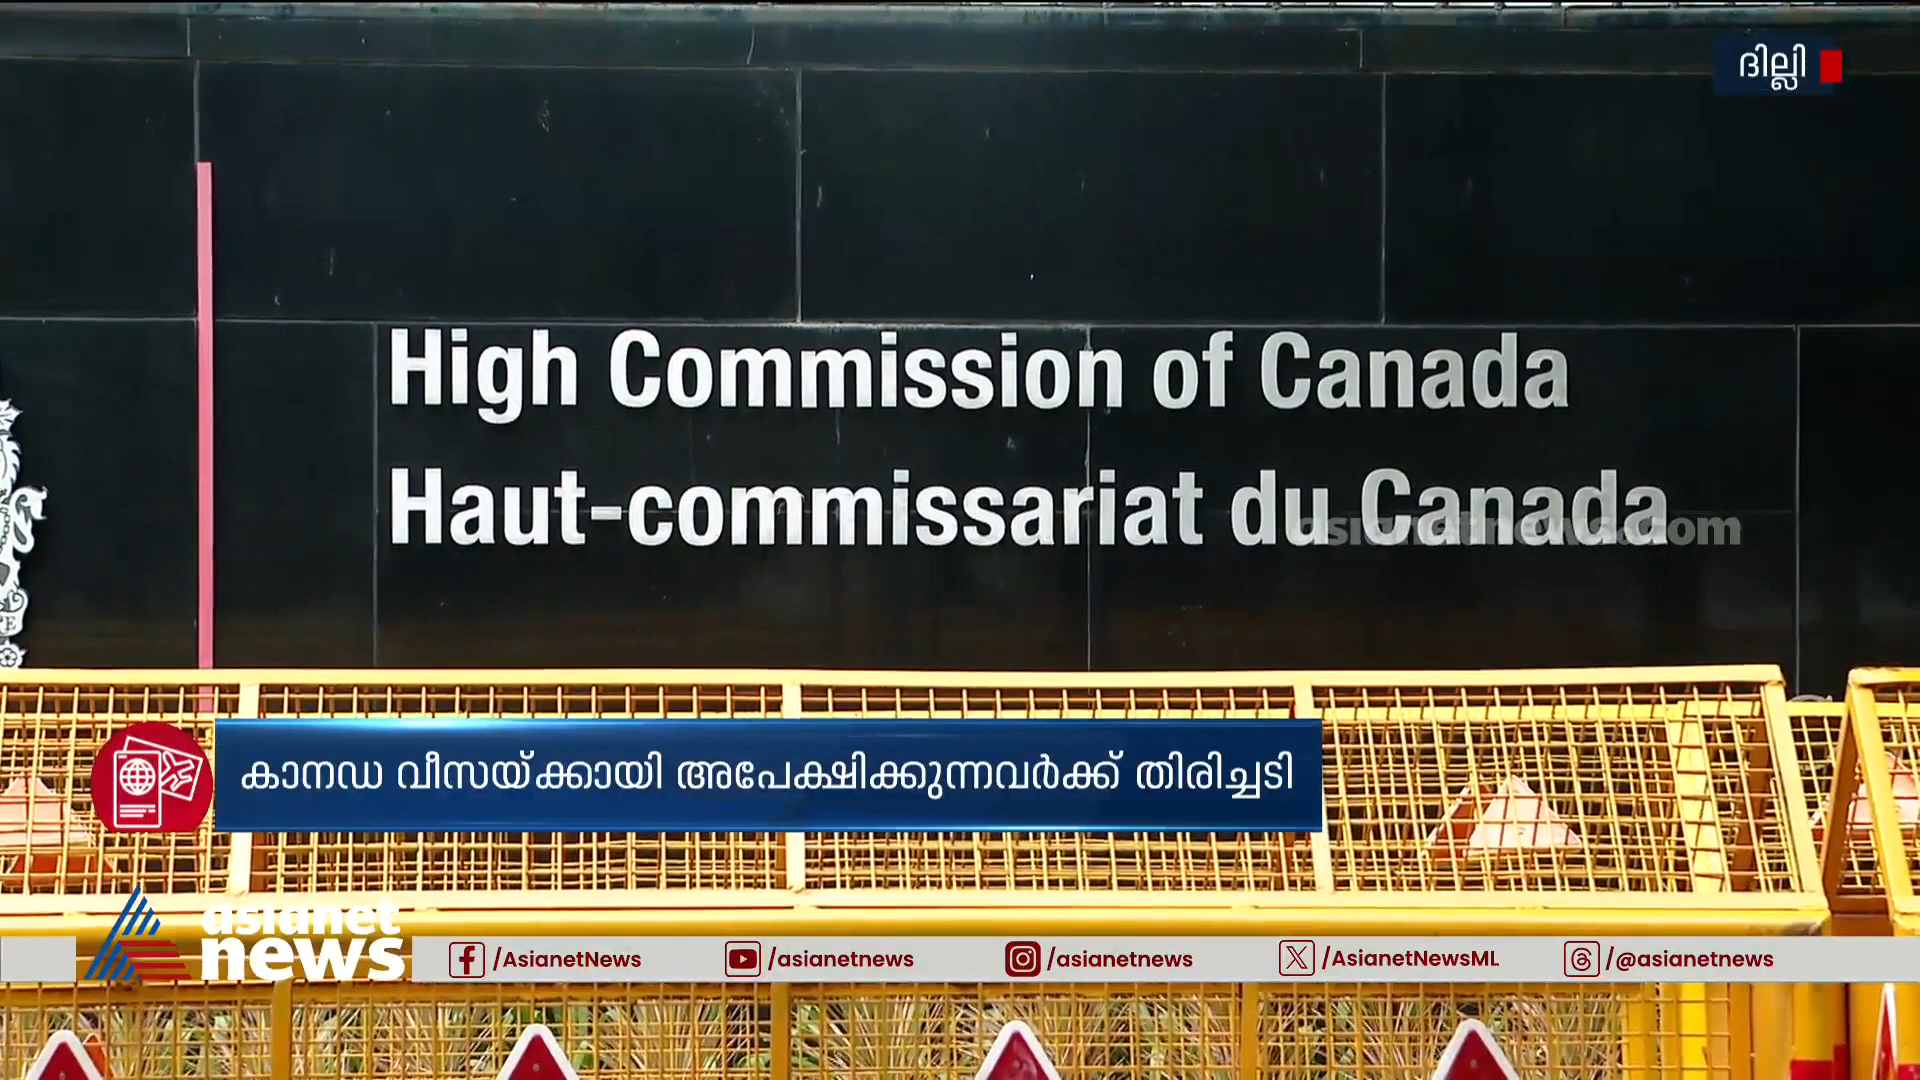 ദില്ലി
High Commission of Canada
Haut-commissariat du Canada
asianetnews.com
കാനഡ വീസയ്ക്കായി അപേക്ഷിക്കുന്നവർക്ക് തിരിച്ചടി
asianet
news
/AsianetNews
/asianetnews
/asianetnews
/AsianetNewsML
/@asianetnews